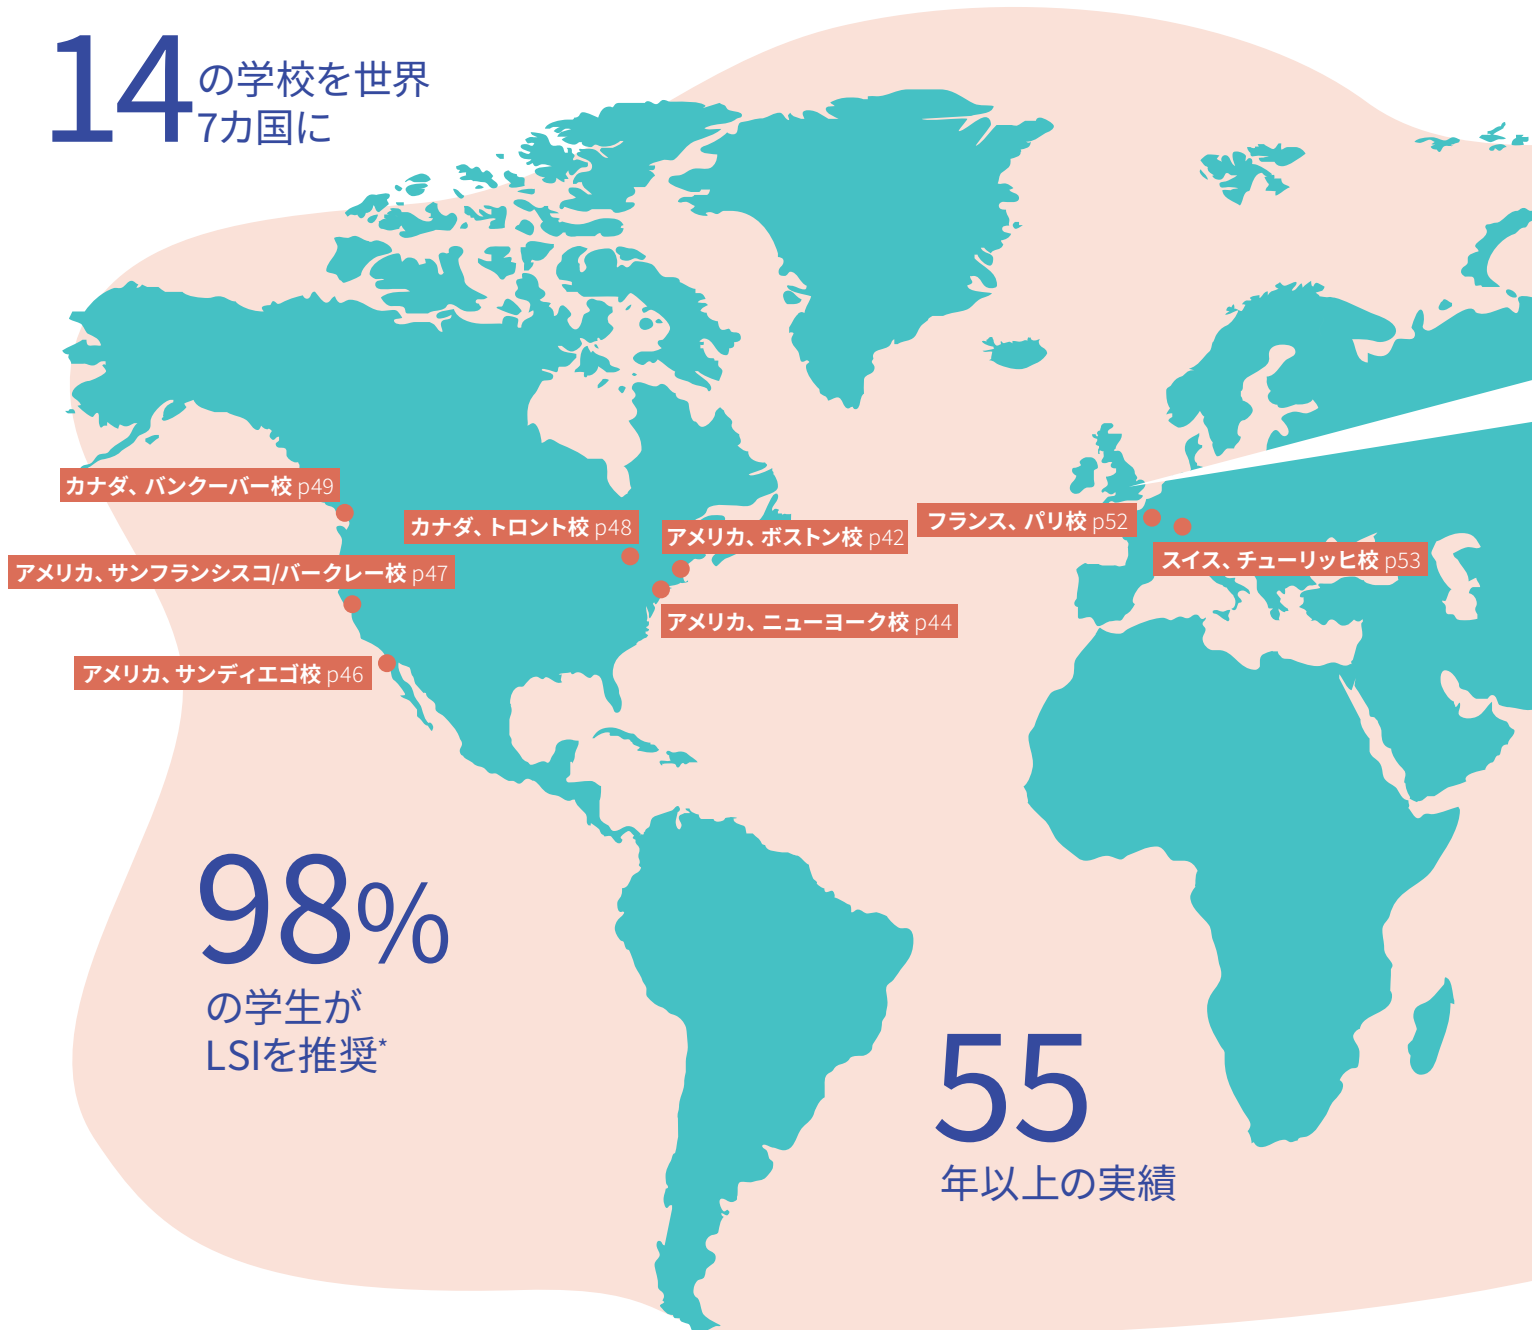 14の学校を世界
7カ国に
カナダ、バンクーバー校 p49
カナダ、トロント校 p48
アメリカ、ボストン校 p42
フランス、パリ校 p52
スイス、チューリッヒ校 p53
アメリカ、サンフランシスコ/バークレー校 p47
アメリカ、ニューヨーク校 p44
アメリカ、サンディエゴ校 p46
98%
の学生が
LSIを推奨*
55
年以上の実績